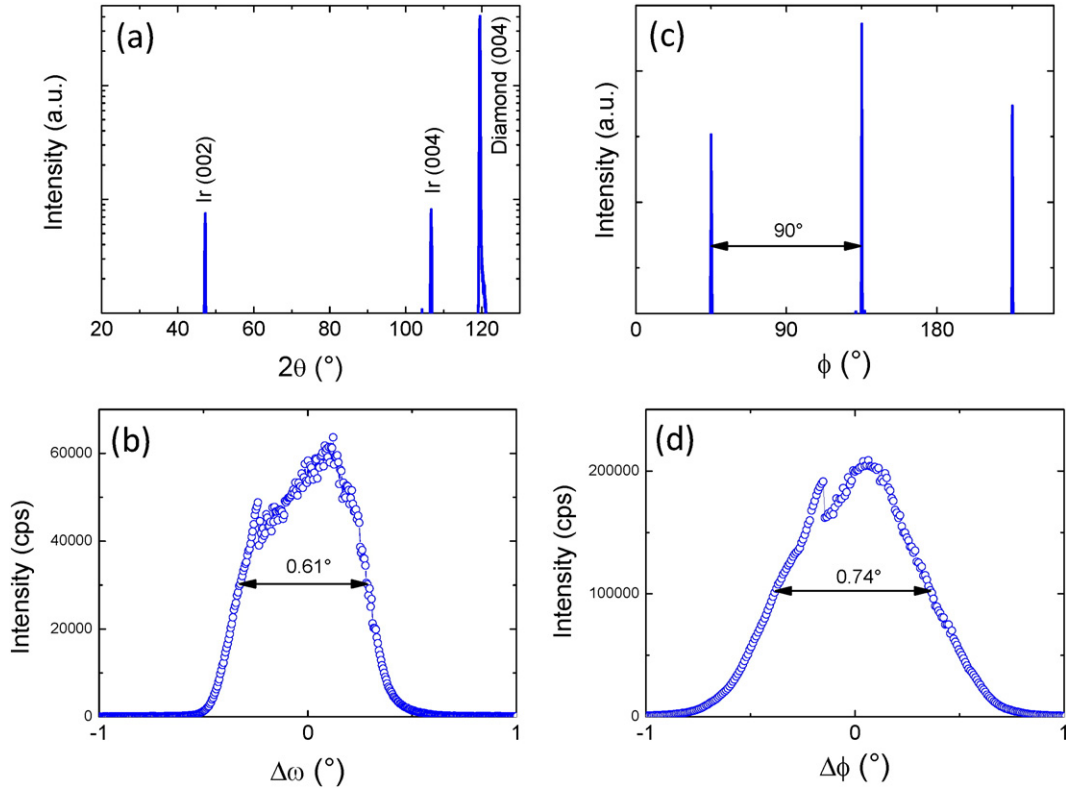 (a)
Intensity (a.u.)
Ir (002)
Ir (004)
Diamond (004)
20 40 60 80 100 120
2θ (°)
(c)
Intensity (a.u.)
90°
0 90 180
ϕ (°)
(b)
Intensity (cps)
60000
40000
20000
0
0.61°
-1 0 1
Δω (°)
(d)
Intensity (cps)
200000
100000
0
0.74°
-1 0 1
Δϕ (°)